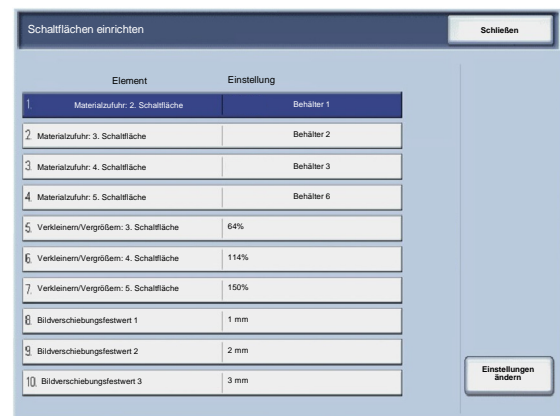 Schaltflächen einrichten Schließen
Element Einstellung
1. Materialzufuhr: 2. Schaltfläche Behälter 1
2. Materialzufuhr: 3. Schaltfläche Behälter 2
3. Materialzufuhr: 4. Schaltfläche Behälter 3
4. Materialzufuhr: 5. Schaltfläche Behälter 6
5. Verkleinern/Vergrößern: 3. Schaltfläche 64%
6. Verkleinern/Vergrößern: 4. Schaltfläche 114%
7. Verkleinern/Vergrößern: 5. Schaltfläche 150%
8. Bildverschiebungsfestwert 1 1 mm
9. Bildverschiebungsfestwert 2 2 mm
10. Bildverschiebungsfestwert 3 3 mm
Einstellungen
ändern